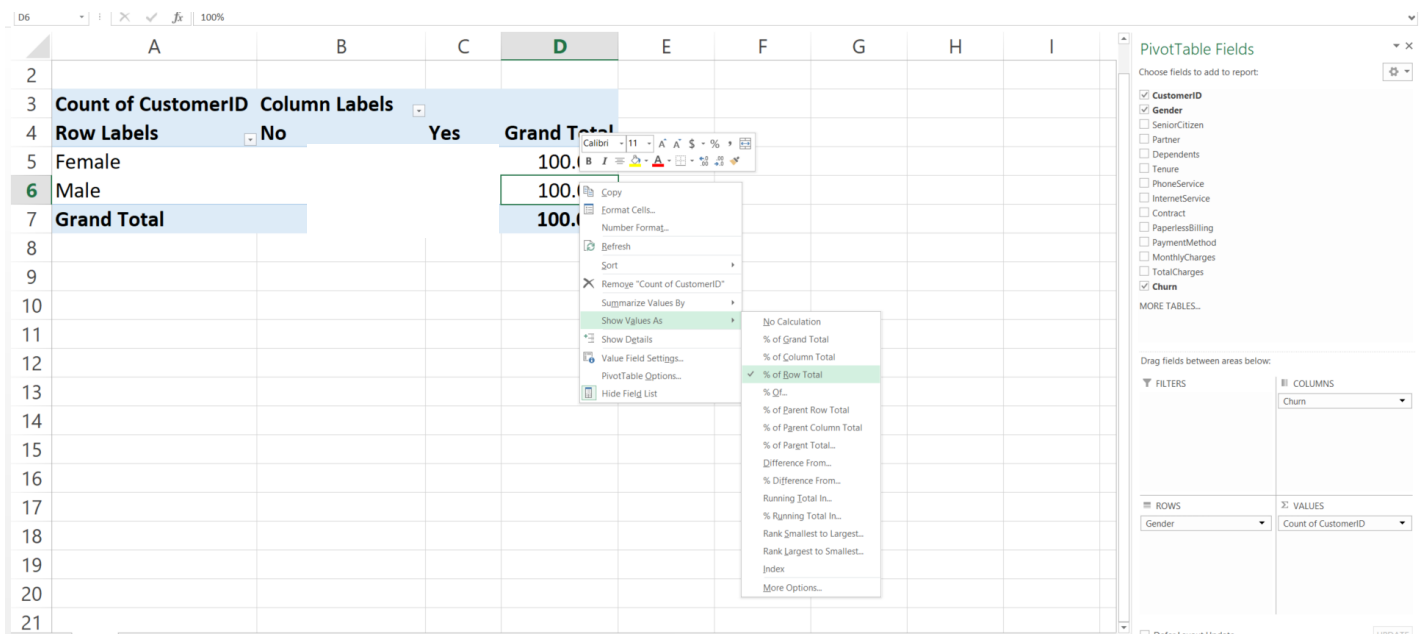 D6 fx 100%
A B C D E F G H I
2
3 Count of CustomerID Column Labels
4 Row Labels No Yes Grand Total
5 Female 100.0
6 Male 100.0
7 Grand Total 100.0
8
9
10
11
12
13
14
15
16
17
18
19
20
21
Calibri 11 A A $ % ,
B I A
Copy
Format Cells...
Number Format...
Refresh
Sort
Remove "Count of CustomerID"
Summarize Values By
Show Values As
Show Details
Value Field Settings...
PivotTable Options...
Hide Field List
No Calculation
% of Grand Total
% of Column Total
% of Row Total
% Of...
% of Parent Row Total
% of Parent Column Total
% of Parent Total...
Difference From...
% Difference From...
Running Total In...
% Running Total In...
Rank Smallest to Largest...
Rank Largest to Smallest...
Index
More Options...
PivotTable Fields
Choose fields to add to report:
CustomerID
Gender
SeniorCitizen
Partner
Dependents
Tenure
PhoneService
InternetService
Contract
PaperlessBilling
PaymentMethod
MonthlyCharges
TotalCharges
Churn
MORE TABLES...
Drag fields between areas below:
FILTERS
COLUMNS
Churn
ROWS
Gender
Σ VALUES
Count of CustomerID